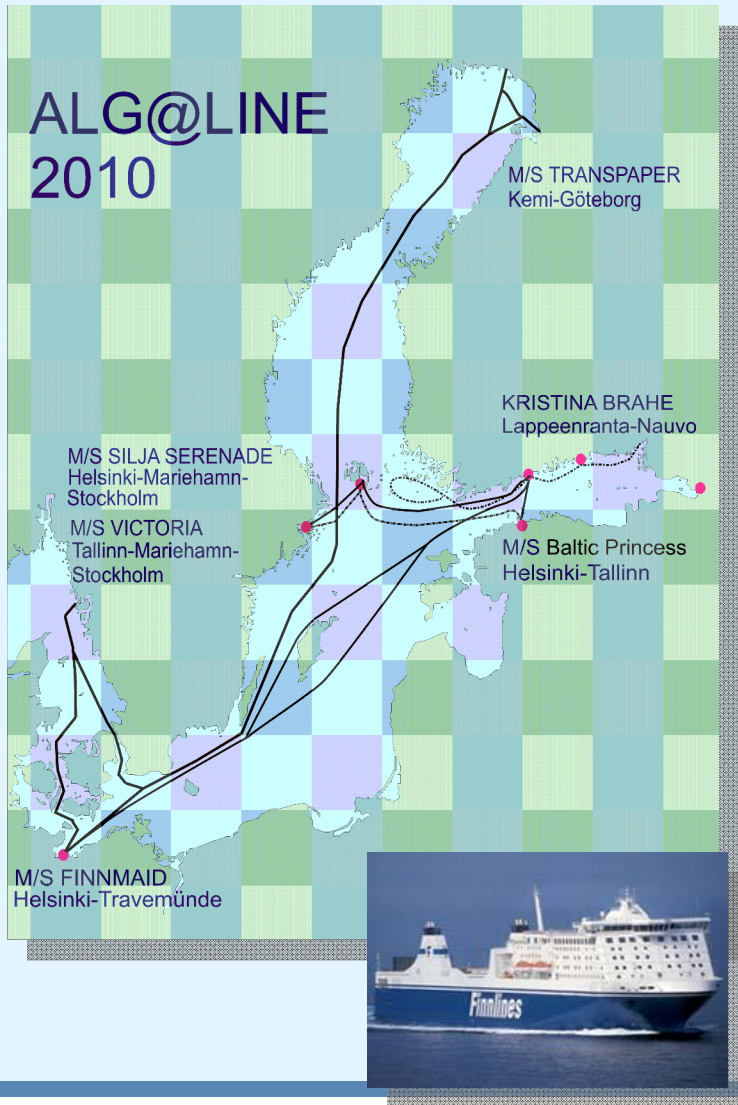 ALG@LINE
2010
M/S TRANSPAPER
Kemi-Göteborg
KRISTINA BRAHE
Lappeenranta-Nauvo
M/S SILJA SERENADE
Helsinki-Mariehamn-
Stockholm
M/S VICTORIA
Tallinn-Mariehamn-
Stockholm
M/S Baltic Princess
Helsinki-Tallinn
M/S FINNMAID
Helsinki-Travemünde
Finnlines